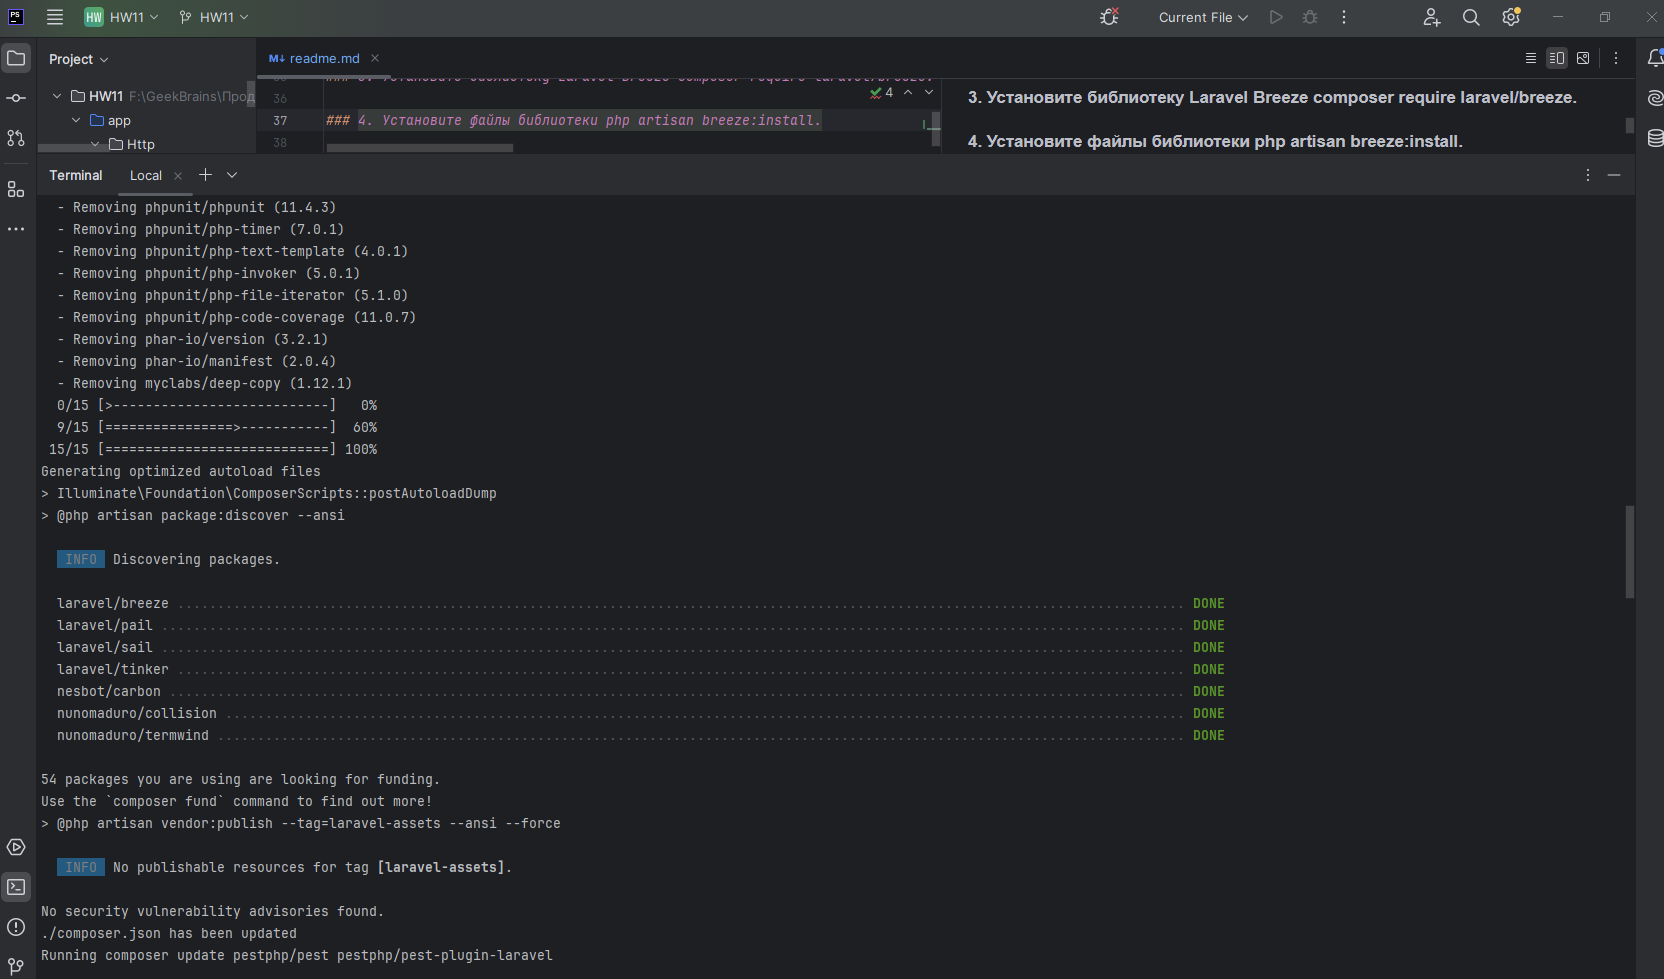 PS
HW HW11 HW11 Current File
Project
readme.md
HW11 F:\GeekBrains\Прод
app
Http
### 3. Установите библиотеку Laravel Breeze composer require laravel/breeze.
36
37 ### 4. Установите файлы библиотеки php artisan breeze:install.
38
4
3. Установите библиотеку Laravel Breeze composer require laravel/breeze.
4. Установите файлы библиотеки php artisan breeze:install.
Terminal Local
- Removing phpunit/phpunit (11.4.3)
- Removing phpunit/php-timer (7.0.1)
- Removing phpunit/php-text-template (4.0.1)
- Removing phpunit/php-invoker (5.0.1)
- Removing phpunit/php-file-iterator (5.1.0)
- Removing phpunit/php-code-coverage (11.0.7)
- Removing phar-io/version (3.2.1)
- Removing phar-io/manifest (2.0.4)
- Removing myclabs/deep-copy (1.12.1)
0/15 [>---------------------------]   0%
9/15 [================>-----------]  60%
15/15 [============================] 100%
Generating optimized autoload files
> Illuminate\Foundation\ComposerScripts::postAutoloadDump
> @php artisan package:discover --ansi
INFO Discovering packages.
laravel/breeze ........ DONE
laravel/pail ........ DONE
laravel/sail ........ DONE
laravel/tinker ........ DONE
nesbot/carbon ........ DONE
nunomaduro/collision ........ DONE
nunomaduro/termwind ........ DONE
54 packages you are using are looking for funding.
Use the `composer fund` command to find out more!
> @php artisan vendor:publish --tag=laravel-assets --ansi --force
INFO No publishable resources for tag [laravel-assets].
No security vulnerability advisories found.
./composer.json has been updated
Running composer update pestphp/pest pestphp/pest-plugin-laravel